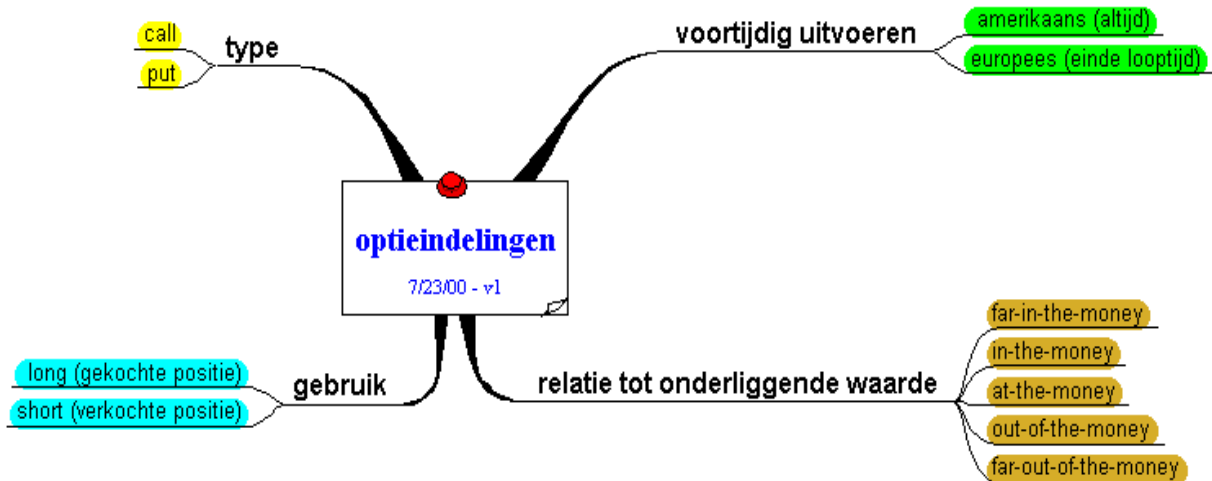 call
put
type
voortijdig uitvoeren
amerikaans (altijd)
europees (einde looptijd)
optieindelingen
7/23/00 - v1
long (gekochte positie)
short (verkochte positie)
gebruik
relatie tot onderliggende waarde
far-in-the-money
in-the-money
at-the-money
out-of-the-money
far-out-of-the-money